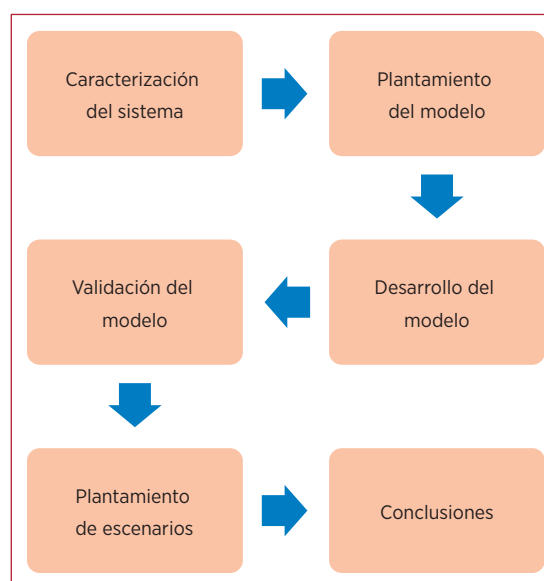 Caracterización
del sistema
Plantamiento
del modelo
Desarrollo del
modelo
Validación del
modelo
Plantamiento
de escenarios
Conclusiones